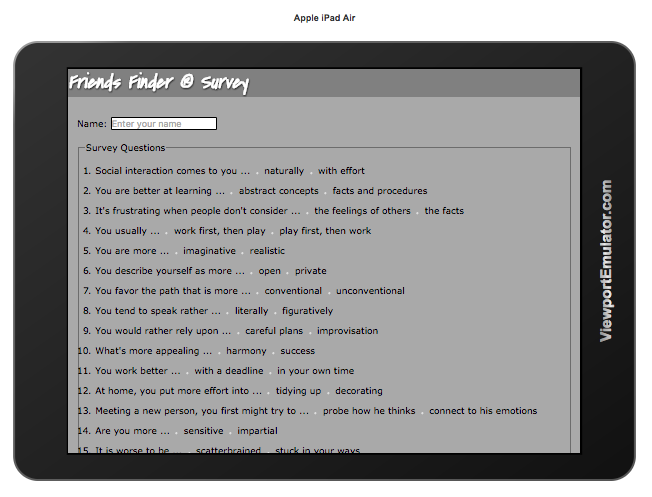 Apple iPad Air
Friends Finder @ Survey
Name: Enter your name
Survey Questions
1. Social interaction comes to you ... . naturally . with effort
2. You are better at learning ... . abstract concepts . facts and procedures
3. It's frustrating when people don't consider ... . the feelings of others . the facts
4. You usually ... . work first, then play . play first, then work
5. You are more ... . imaginative . realistic
6. You describe yourself as more ... . open . private
7. You favor the path that is more ... . conventional . unconventional
8. You tend to speak rather ... . literally . figuratively
9. You would rather rely upon ... . careful plans . improvisation
10. What's more appealing ... . harmony . success
11. You work better ... . with a deadline . in your own time
12. At home, you put more effort into ... . tidying up . decorating
13. Meeting a new person, you first might try to ... . probe how he thinks . connect to his emotions
14. Are you more ... . sensitive . impartial
15. It is worse to be ... . scatterbrained . stuck in your ways
ViewportEmulator.com